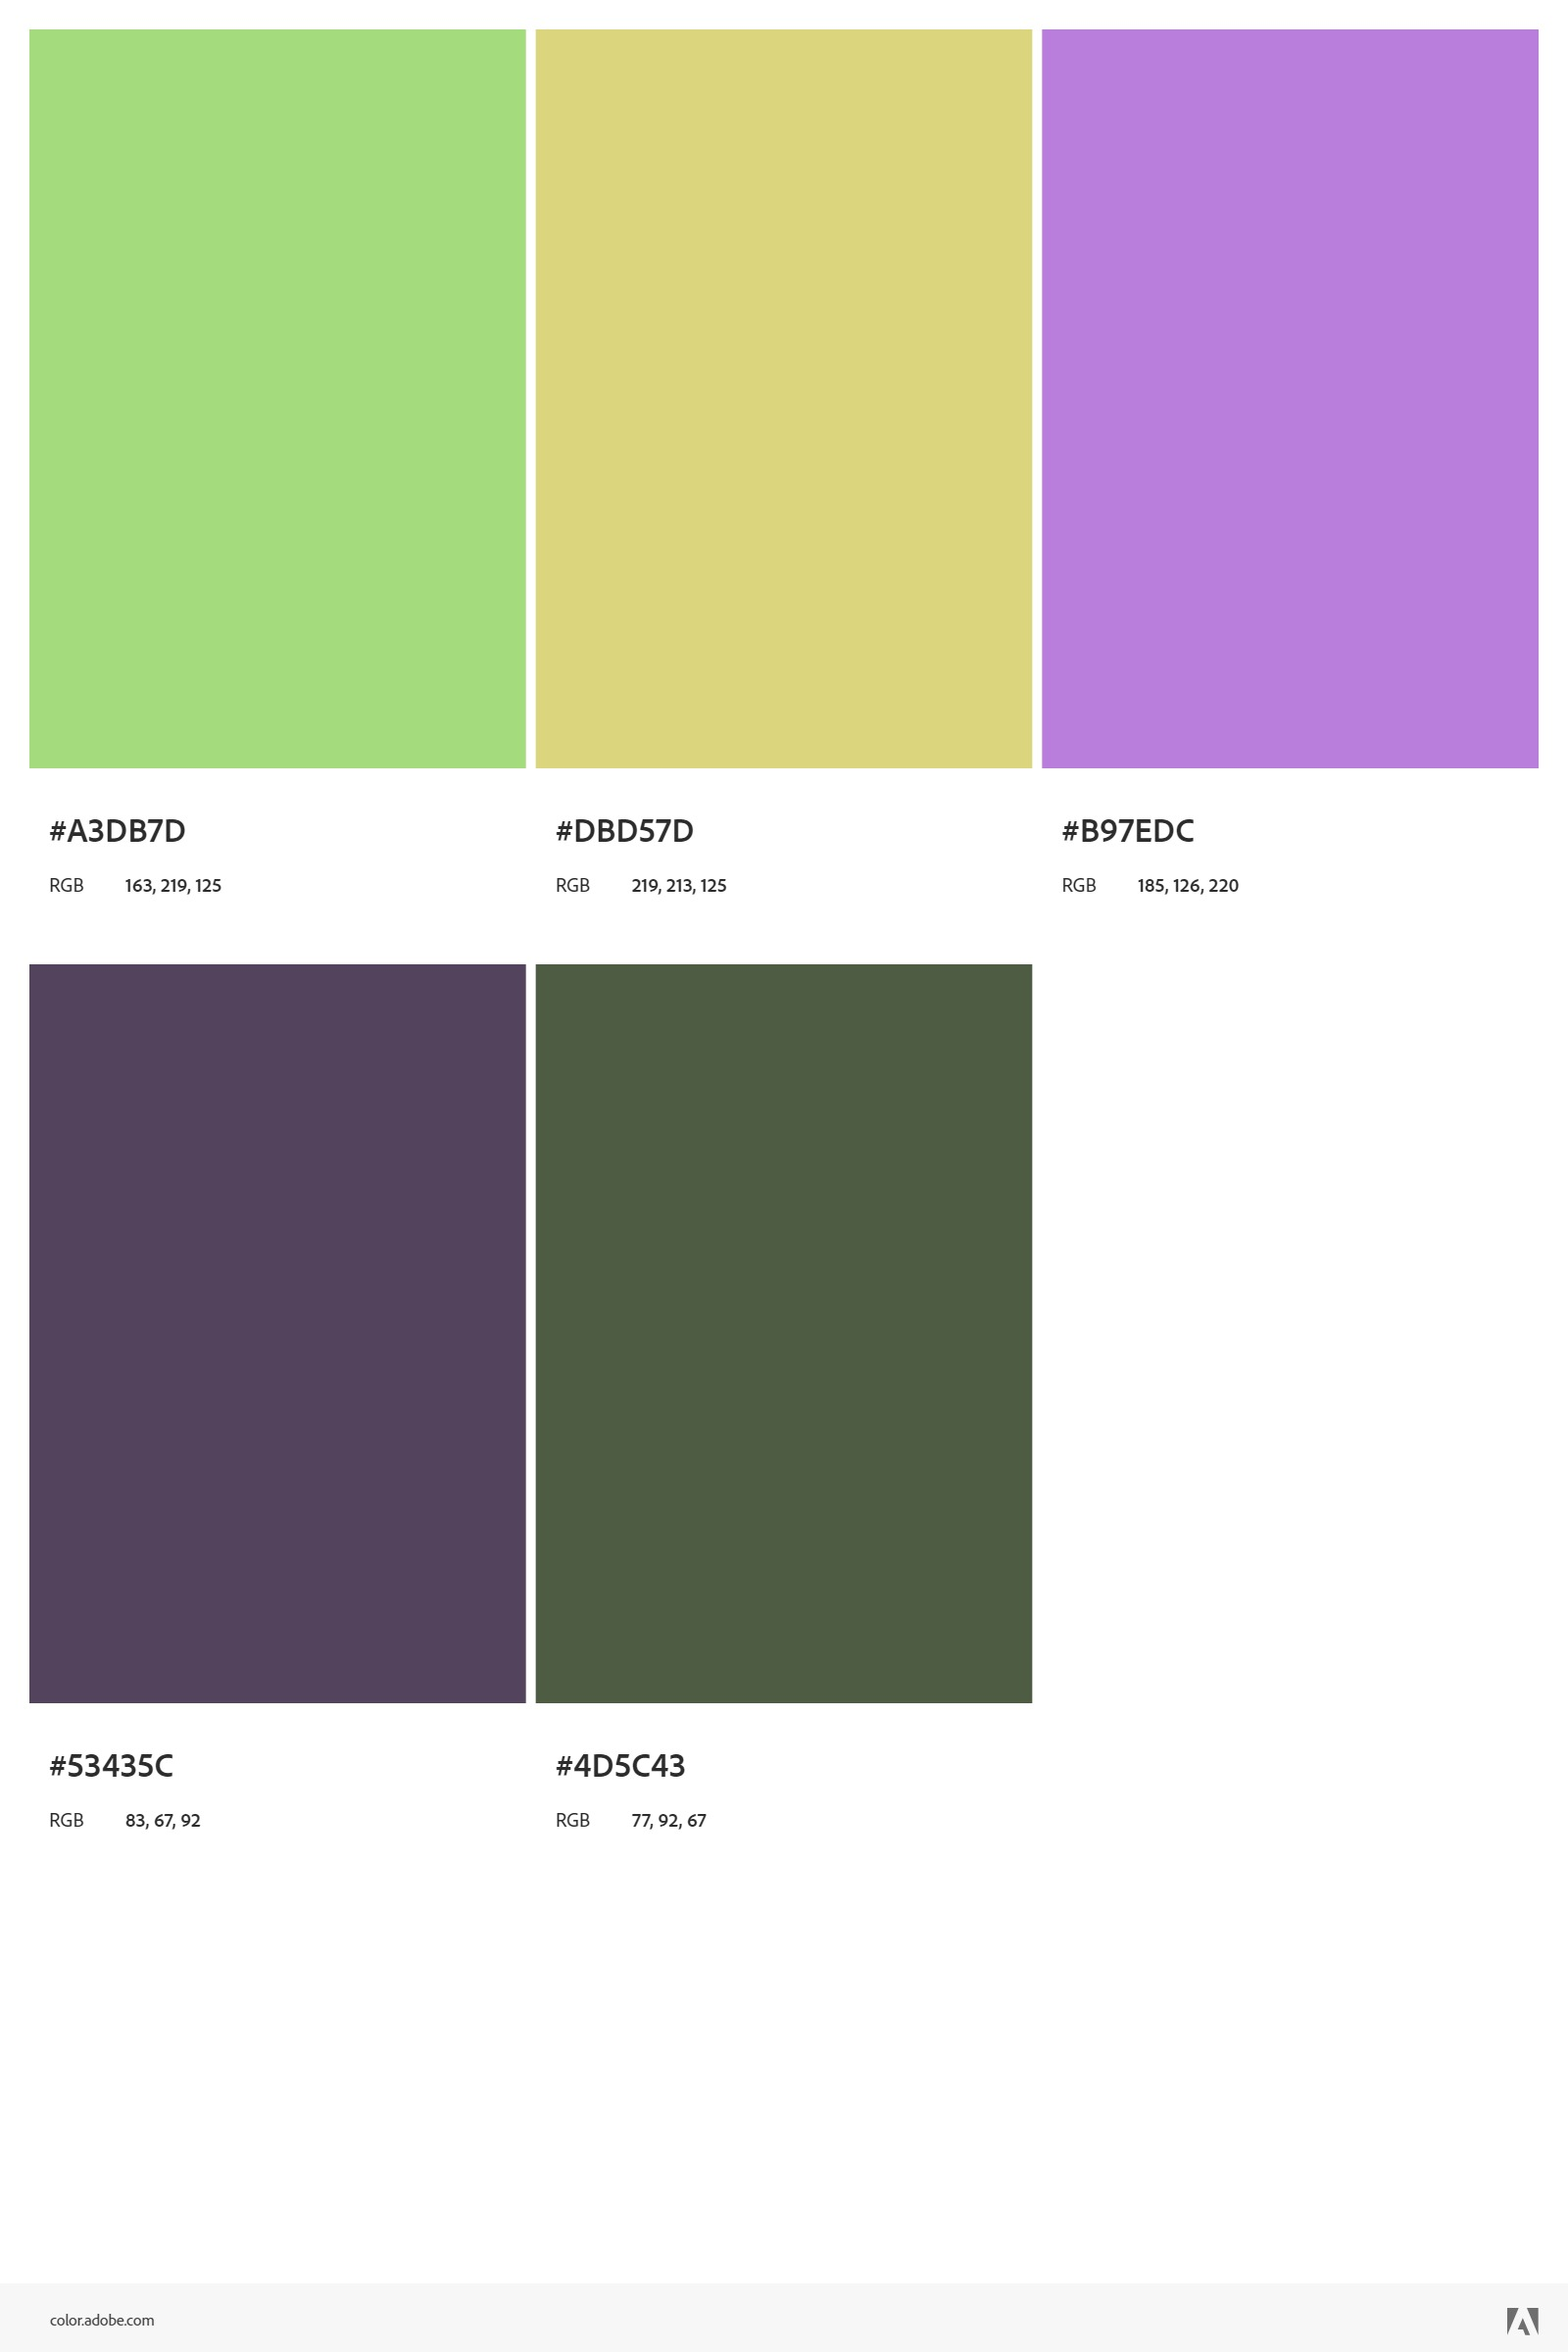 #A3DB7D #DBD57D #B97EDC
RGB 163, 219, 125 RGB 219, 213, 125 RGB 185, 126, 220
#53435C #4D5C43
RGB 83, 67, 92 RGB 77, 92, 67
color.adobe.com